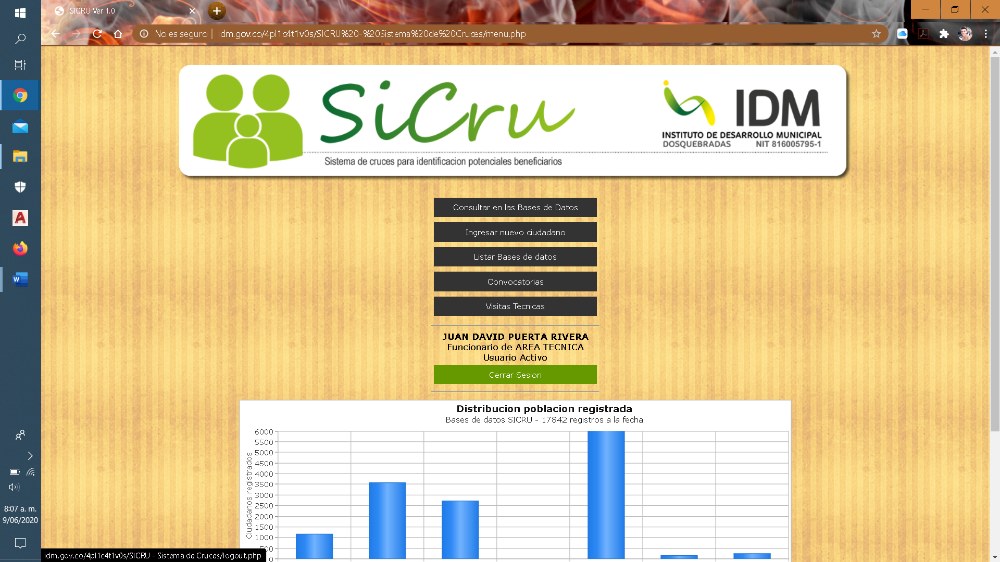 SICRU Ver 1.0
No es seguro | idm.gov.co/4pl1c4t1v0s/SICRU%20-%20Sistema%20de%20Cruces/menu.php
SiCru
Sistema de cruces para identificacion potenciales beneficiarios
IDM
INSTITUTO DE DESARROLLO MUNICIPAL
DOSQUEBRADAS NIT 816005795-1
Consultar en las Bases de Datos
Ingresar nuevo ciudadano
Listar Bases de datos
Convocatorias
Visitas Tecnicas
JUAN DAVID PUERTA RIVERA
Funcionario de AREA TECNICA
Usuario Activo
Cerrar Sesion
Distribucion poblacion registrada
Bases de datos SICRU - 17842 registros a la fecha
Ciudadanos registrados
6000
5500
5000
4500
4000
3500
3000
2500
2000
1500
1000
500
0
8:07 a. m.
9/06/2020
idm.gov.co/4pl1c4t1v0s/SICRU - Sistema de Cruces/logout.php